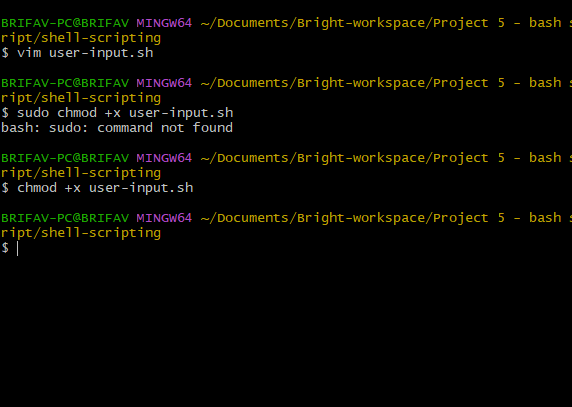 BRIFAV-PC@BRIFAV MINGW64 ~/Documents/Bright-workspace/Project 5 - bash s
ript/shell-scripting
$ vim user-input.sh
BRIFAV-PC@BRIFAV MINGW64 ~/Documents/Bright-workspace/Project 5 - bash s
ript/shell-scripting
$ sudo chmod +x user-input.sh
bash: sudo: command not found
BRIFAV-PC@BRIFAV MINGW64 ~/Documents/Bright-workspace/Project 5 - bash s
ript/shell-scripting
$ chmod +x user-input.sh
BRIFAV-PC@BRIFAV MINGW64 ~/Documents/Bright-workspace/Project 5 - bash s
ript/shell-scripting
$